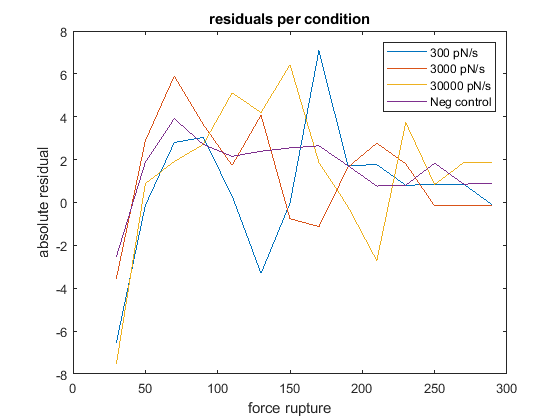 residuals per condition
8
6
4
2
0
-2
-4
-6
-8
absolute residual
300 pN/s
3000 pN/s
30000 pN/s
Neg control
0
50
100
150
200
250
300
force rupture